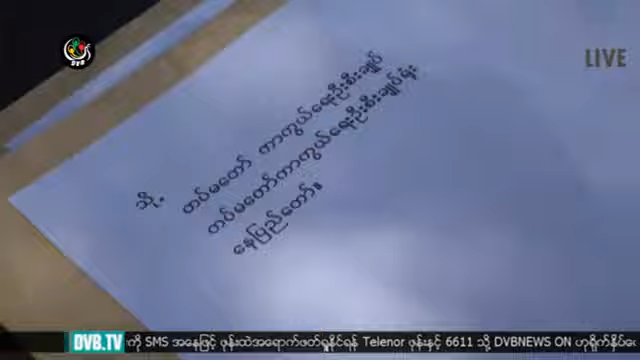 DVB
LIVE
သို့
တပ်မတော် ကာကွယ်ရေးဦးစီးချုပ်
တပ်မတော်ကာကွယ်ရေးဦးစီးချုပ်ရုံး
နေပြည်တော်။
DVB.TV
ကို SMS အနေဖြင့် ဖုန်းထဲအရောက်ဖတ်ရှုနိုင်ရန် Telenor ဖုန်းနှင့် 6611 သို့ DVBNEWS ON ဟုရိုက်နှိပ်